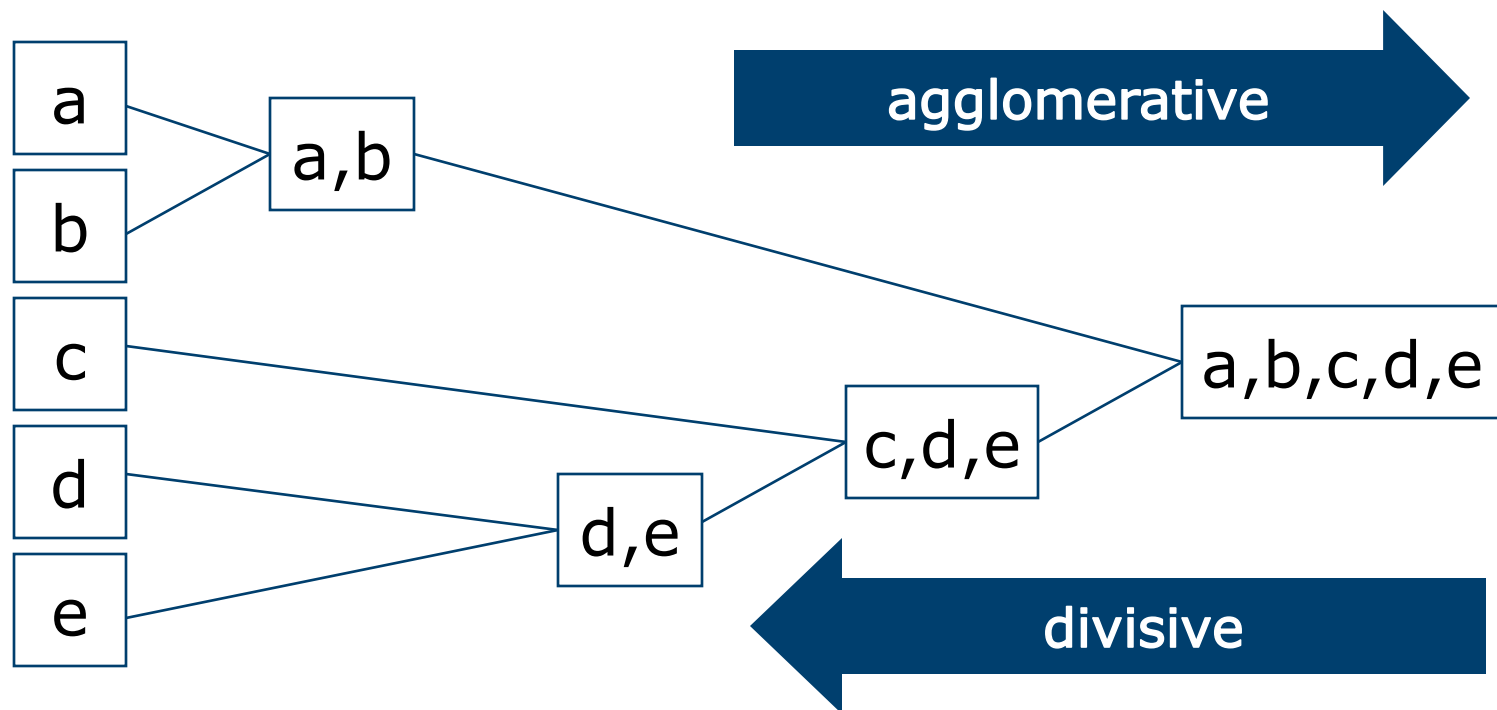 a
agglomerative
a,b
b
c
a,b,c,d,e
c,d,e
d
d,e
e
divisive